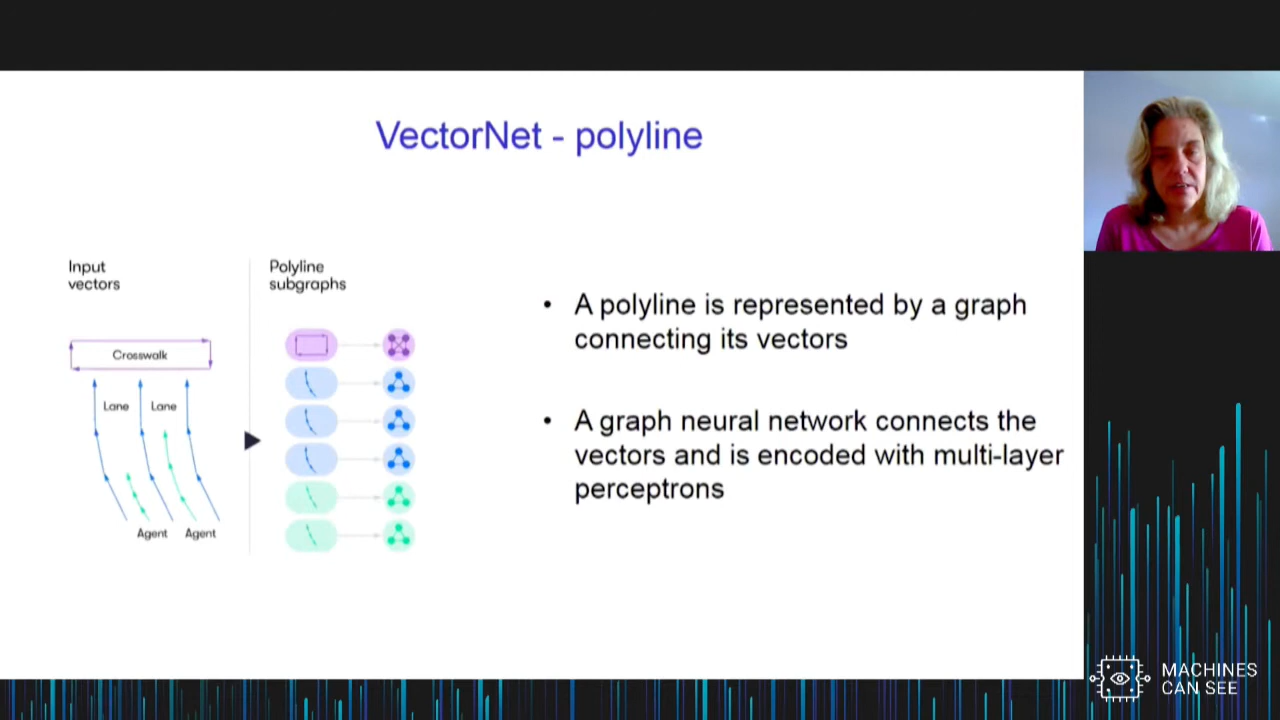 VectorNet - polyline
Input
vectors
Polyline
subgraphs
Crosswalk
Lane
Lane
Agent
Agent
• A polyline is represented by a graph
connecting its vectors
• A graph neural network connects the
vectors and is encoded with multi-layer
perceptrons
MACHINES
CAN SEE